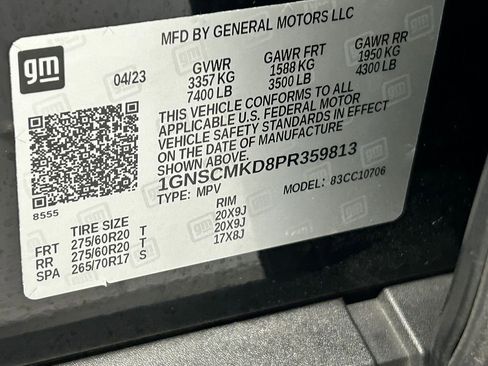 MFD BY GENERAL MOTORS LLC
gm
04/23
GVWR GAWR FRT GAWR RR
3357 KG 1588 KG 1950 KG
7400 LB 3500 LB 4300 LB
THIS VEHICLE CONFORMS TO ALL
APPLICABLE U.S. FEDERAL MOTOR
VEHICLE SAFETY STANDARDS IN EFFECT
ON THE DATE OF MANUFACTURE
SHOWN ABOVE.
1GNSCMKD8PR359813
TYPE: MPV MODEL: 83CC10706
8555
TIRE SIZE RIM
FRT 275/60R20 T 20X9J
RR 275/60R20 T 20X9J
SPA 265/70R17 S 17X8J